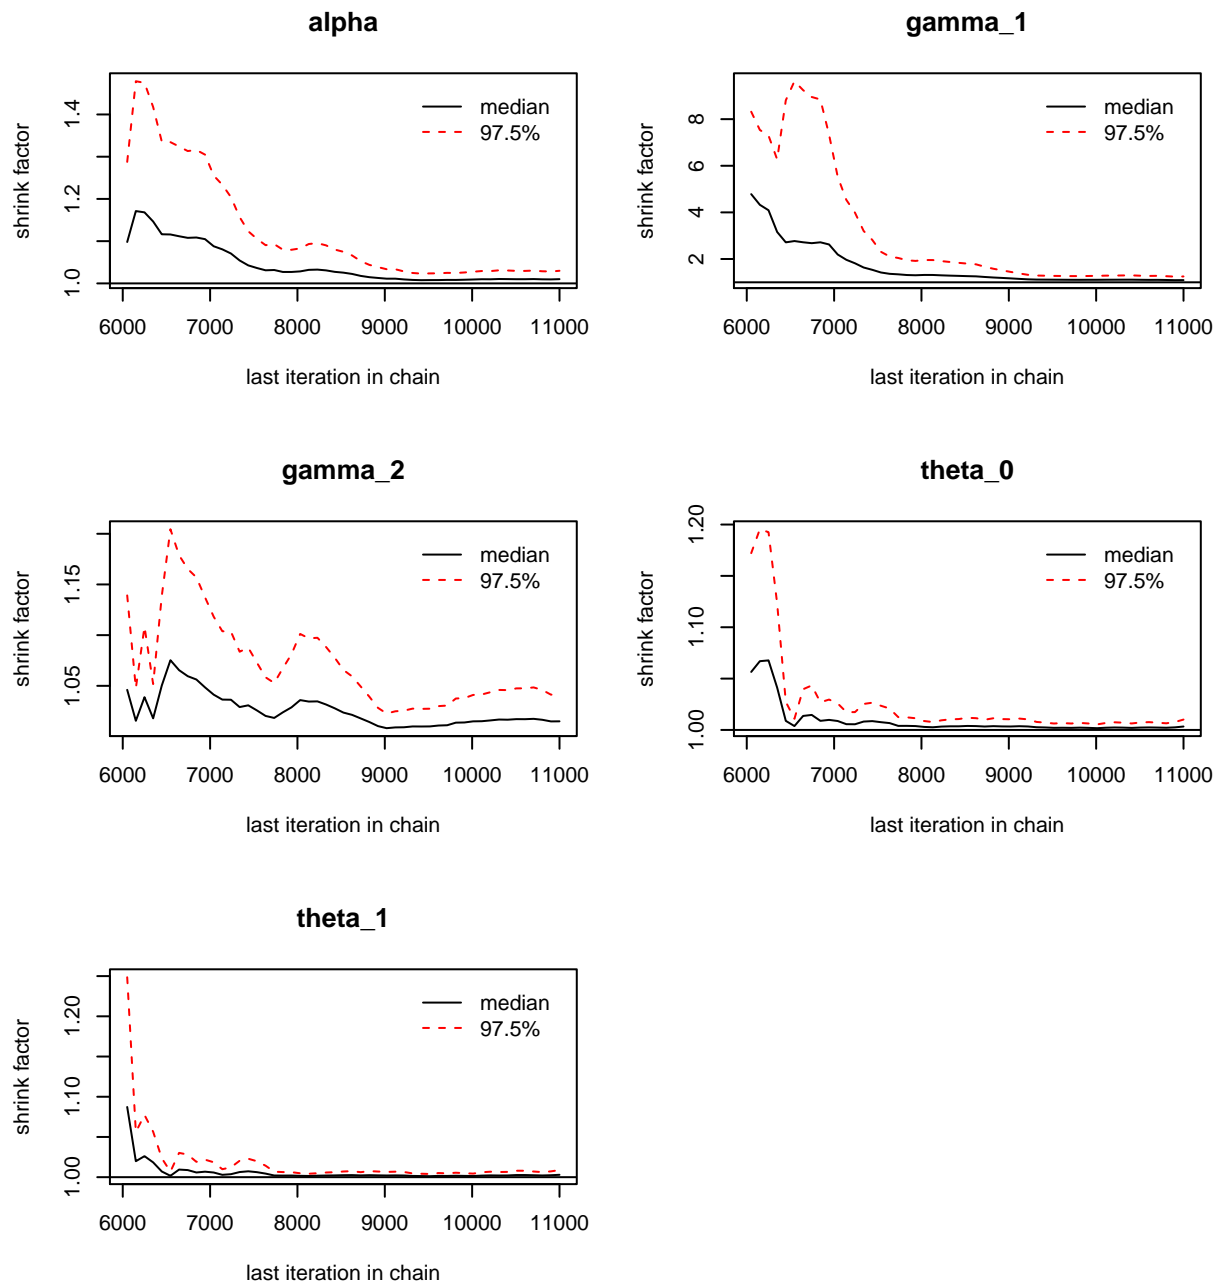 alpha
shrink factor
1.0 1.2 1.4
median
97.5%
6000 7000 8000 9000 10000 11000
last iteration in chain
gamma_1
shrink factor
2 4 6 8
median
97.5%
6000 7000 8000 9000 10000 11000
last iteration in chain
gamma_2
shrink factor
1.05 1.15
median
97.5%
6000 7000 8000 9000 10000 11000
last iteration in chain
theta_0
shrink factor
1.00 1.10 1.20
median
97.5%
6000 7000 8000 9000 10000 11000
last iteration in chain
theta_1
shrink factor
1.00 1.10 1.20
median
97.5%
6000 7000 8000 9000 10000 11000
last iteration in chain